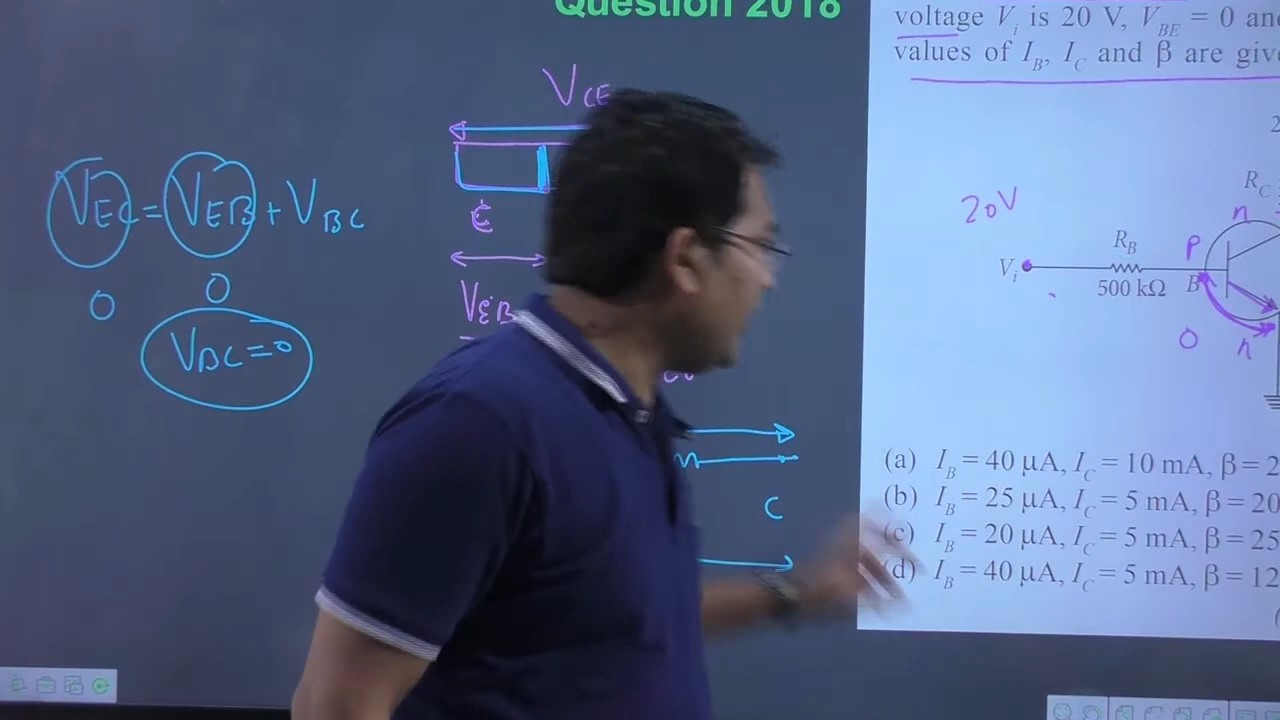 Question 2018
voltage V_i is 20 V, V_BE = 0 and
values of I_B, I_C and β are give
V_CE
V_EC = V_EB + V_BC
0
0
V_BC = 0
V_EB
C
20V
R_C
n
P
R_B
V_i
B
500 kΩ
0
n
(a) I_B = 40 μA, I_C = 10 mA, β = 2
(b) I_B = 25 μA, I_C = 5 mA, β = 20
(c) I_B = 20 μA, I_C = 5 mA, β = 25
(d) I_B = 40 μA, I_C = 5 mA, β = 12